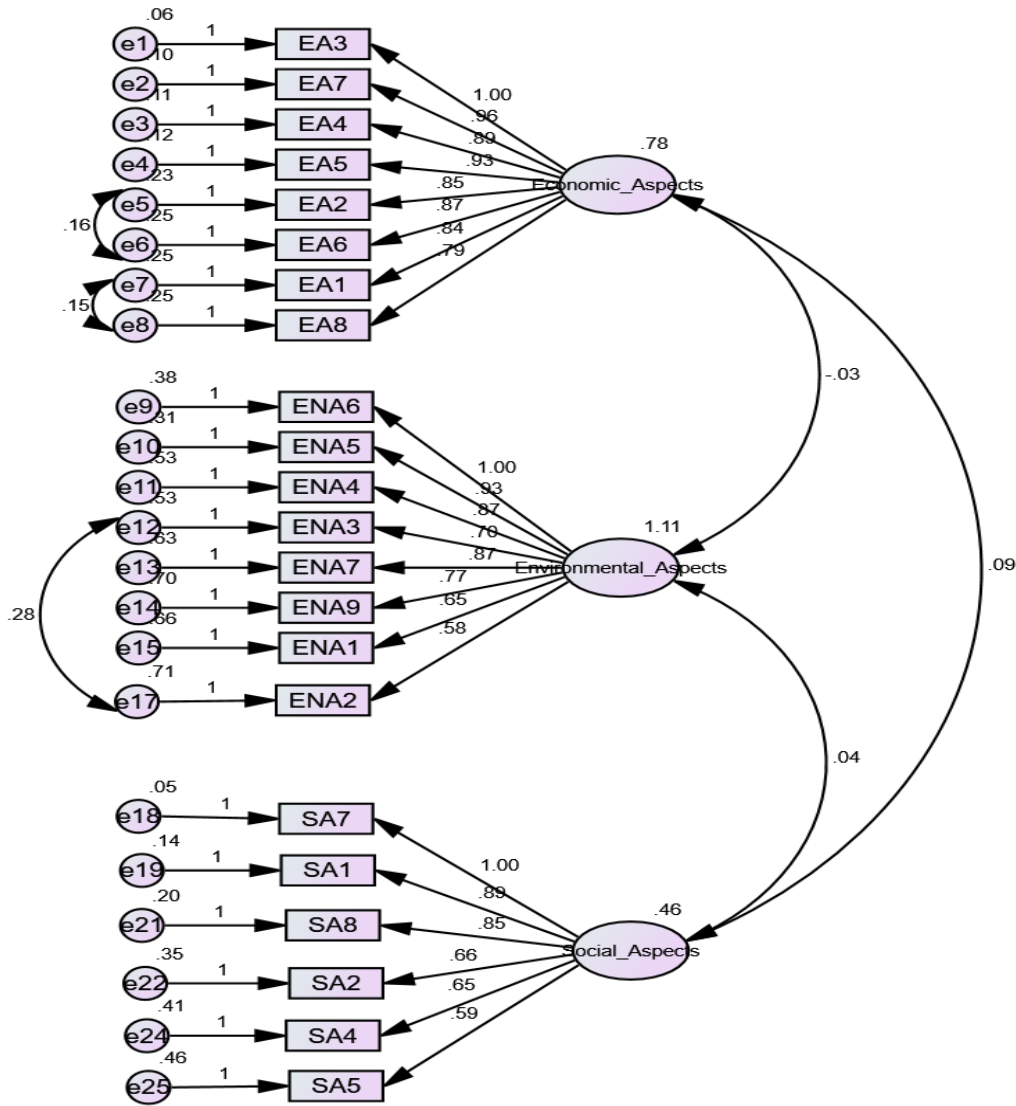 .06
e1 1 EA3
.10
e2 1 EA7
.11
e3 1 EA4
.12
e4 1 EA5
.23
e5 1 EA2
.25
e6 1 EA6
.25
e7 1 EA1
.25
e8 1 EA8
.16
.15
1.00
.96
.89
.93
.85
.87
.84
.79
.78
Economic_Aspects
-.03
.38
e9 1 ENA6
.31
e10 1 ENA5
.53
e11 1 ENA4
.53
e12 1 ENA3
.63
e13 1 ENA7
.70
e14 1 ENA9
.66
e15 1 ENA1
.71
e17 1 ENA2
.28
1.00
.93
.87
.70
.87
.77
.65
.58
1.11
Environmental_Aspects
.09
.04
.05
e18 1 SA7
.14
e19 1 SA1
.20
e21 1 SA8
.35
e22 1 SA2
.41
e24 1 SA4
.46
e25 1 SA5
1.00
.89
.85
.66
.65
.59
.46
Social_Aspects